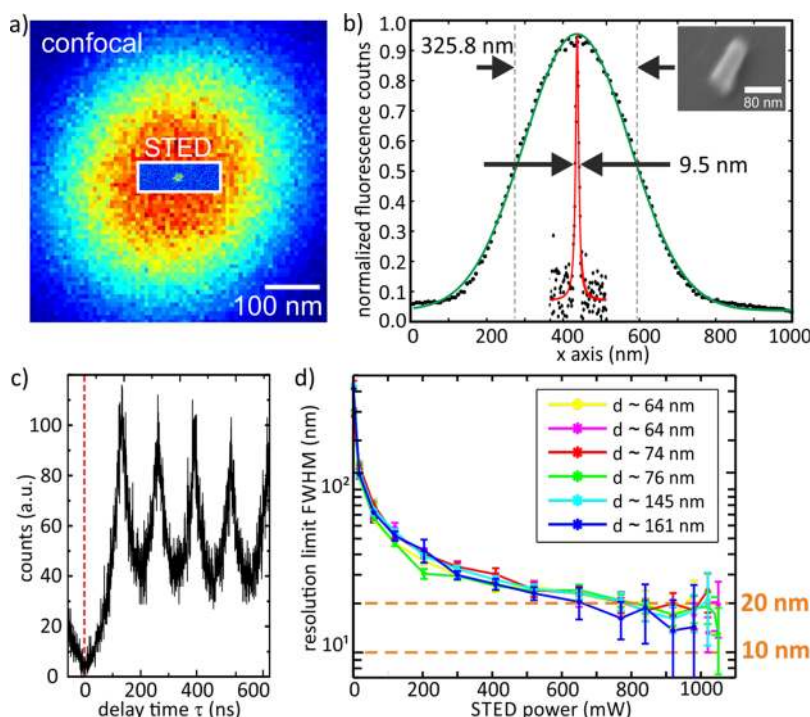 a)
confocal
STED
100 nm
b)
normalized fluorescence coutns
1.0
0.9
0.8
0.7
0.6
0.5
0.4
0.3
0.2
0.1
0.0
325.8 nm
9.5 nm
80 nm
0
200
400
600
800
1000
x axis (nm)
c)
counts (a.u.)
100
80
60
40
20
0
0
200
400
600
delay time τ (ns)
d)
resolution limit FWHM (nm)
10²
10¹
d ~ 64 nm
d ~ 64 nm
d ~ 74 nm
d ~ 76 nm
d ~ 145 nm
d ~ 161 nm
20 nm
10 nm
0
200
400
600
800
1000
STED power (mW)